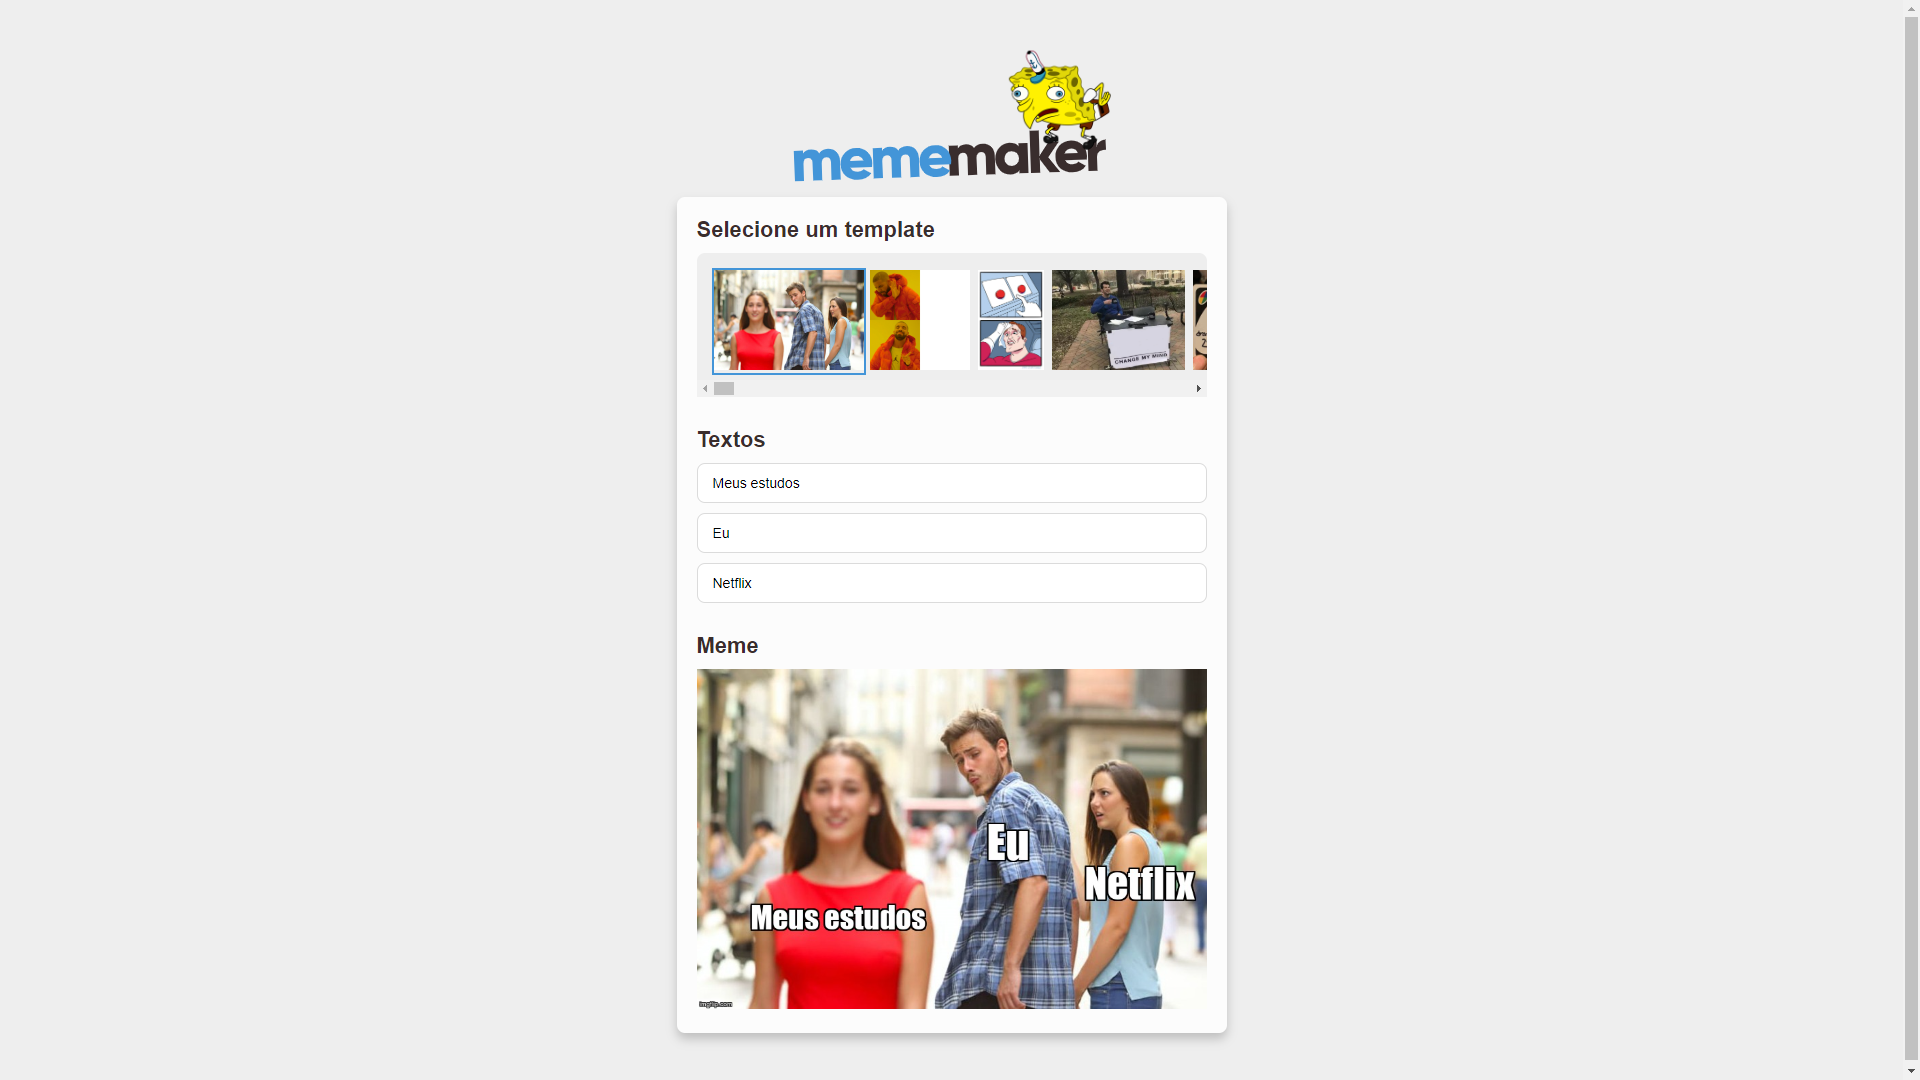 mememaker
Selecione um template
CHANGE MY MIND
Textos
Meus estudos
Eu
Netflix
Meme
Eu
Netflix
Meus estudos
imgflip.com